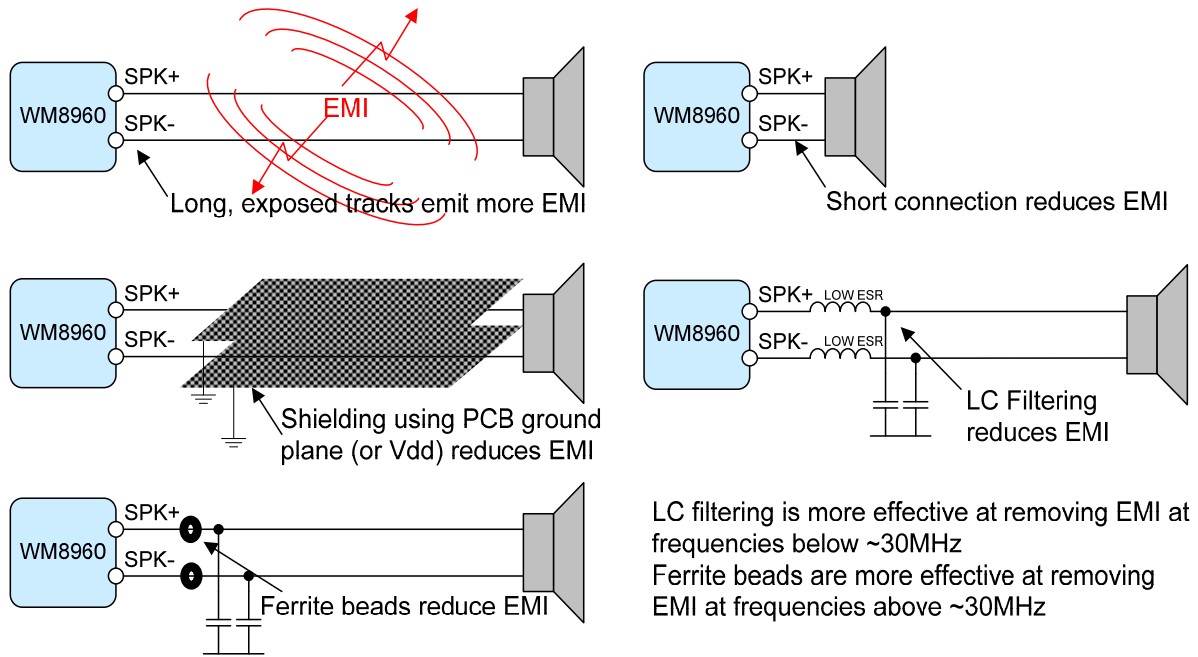 SPK+
WM8960
SPK-
EMI
Long, exposed tracks emit more EMI
SPK+
WM8960
SPK-
Short connection reduces EMI
SPK+
WM8960
SPK-
Shielding using PCB ground
plane (or Vdd) reduces EMI
SPK+
LOW ESR
WM8960
SPK-
LOW ESR
LC Filtering
reduces EMI
SPK+
WM8960
SPK-
Ferrite beads reduce EMI
LC filtering is more effective at removing EMI at
frequencies below ~30MHz
Ferrite beads are more effective at removing
EMI at frequencies above ~30MHz